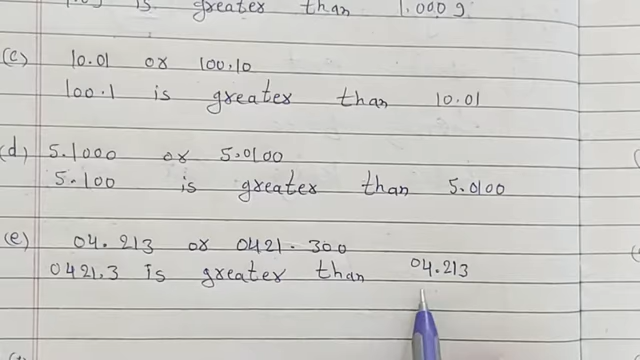 is greater than 1.0009
(c) 10.01 or 100.10
100.1 is greater than 10.01
(d) 5.1000 or 5.0100
5.100 is greater than 5.0100
(e) 04.213 or 0421.300
0421.3 is greater than 04.213